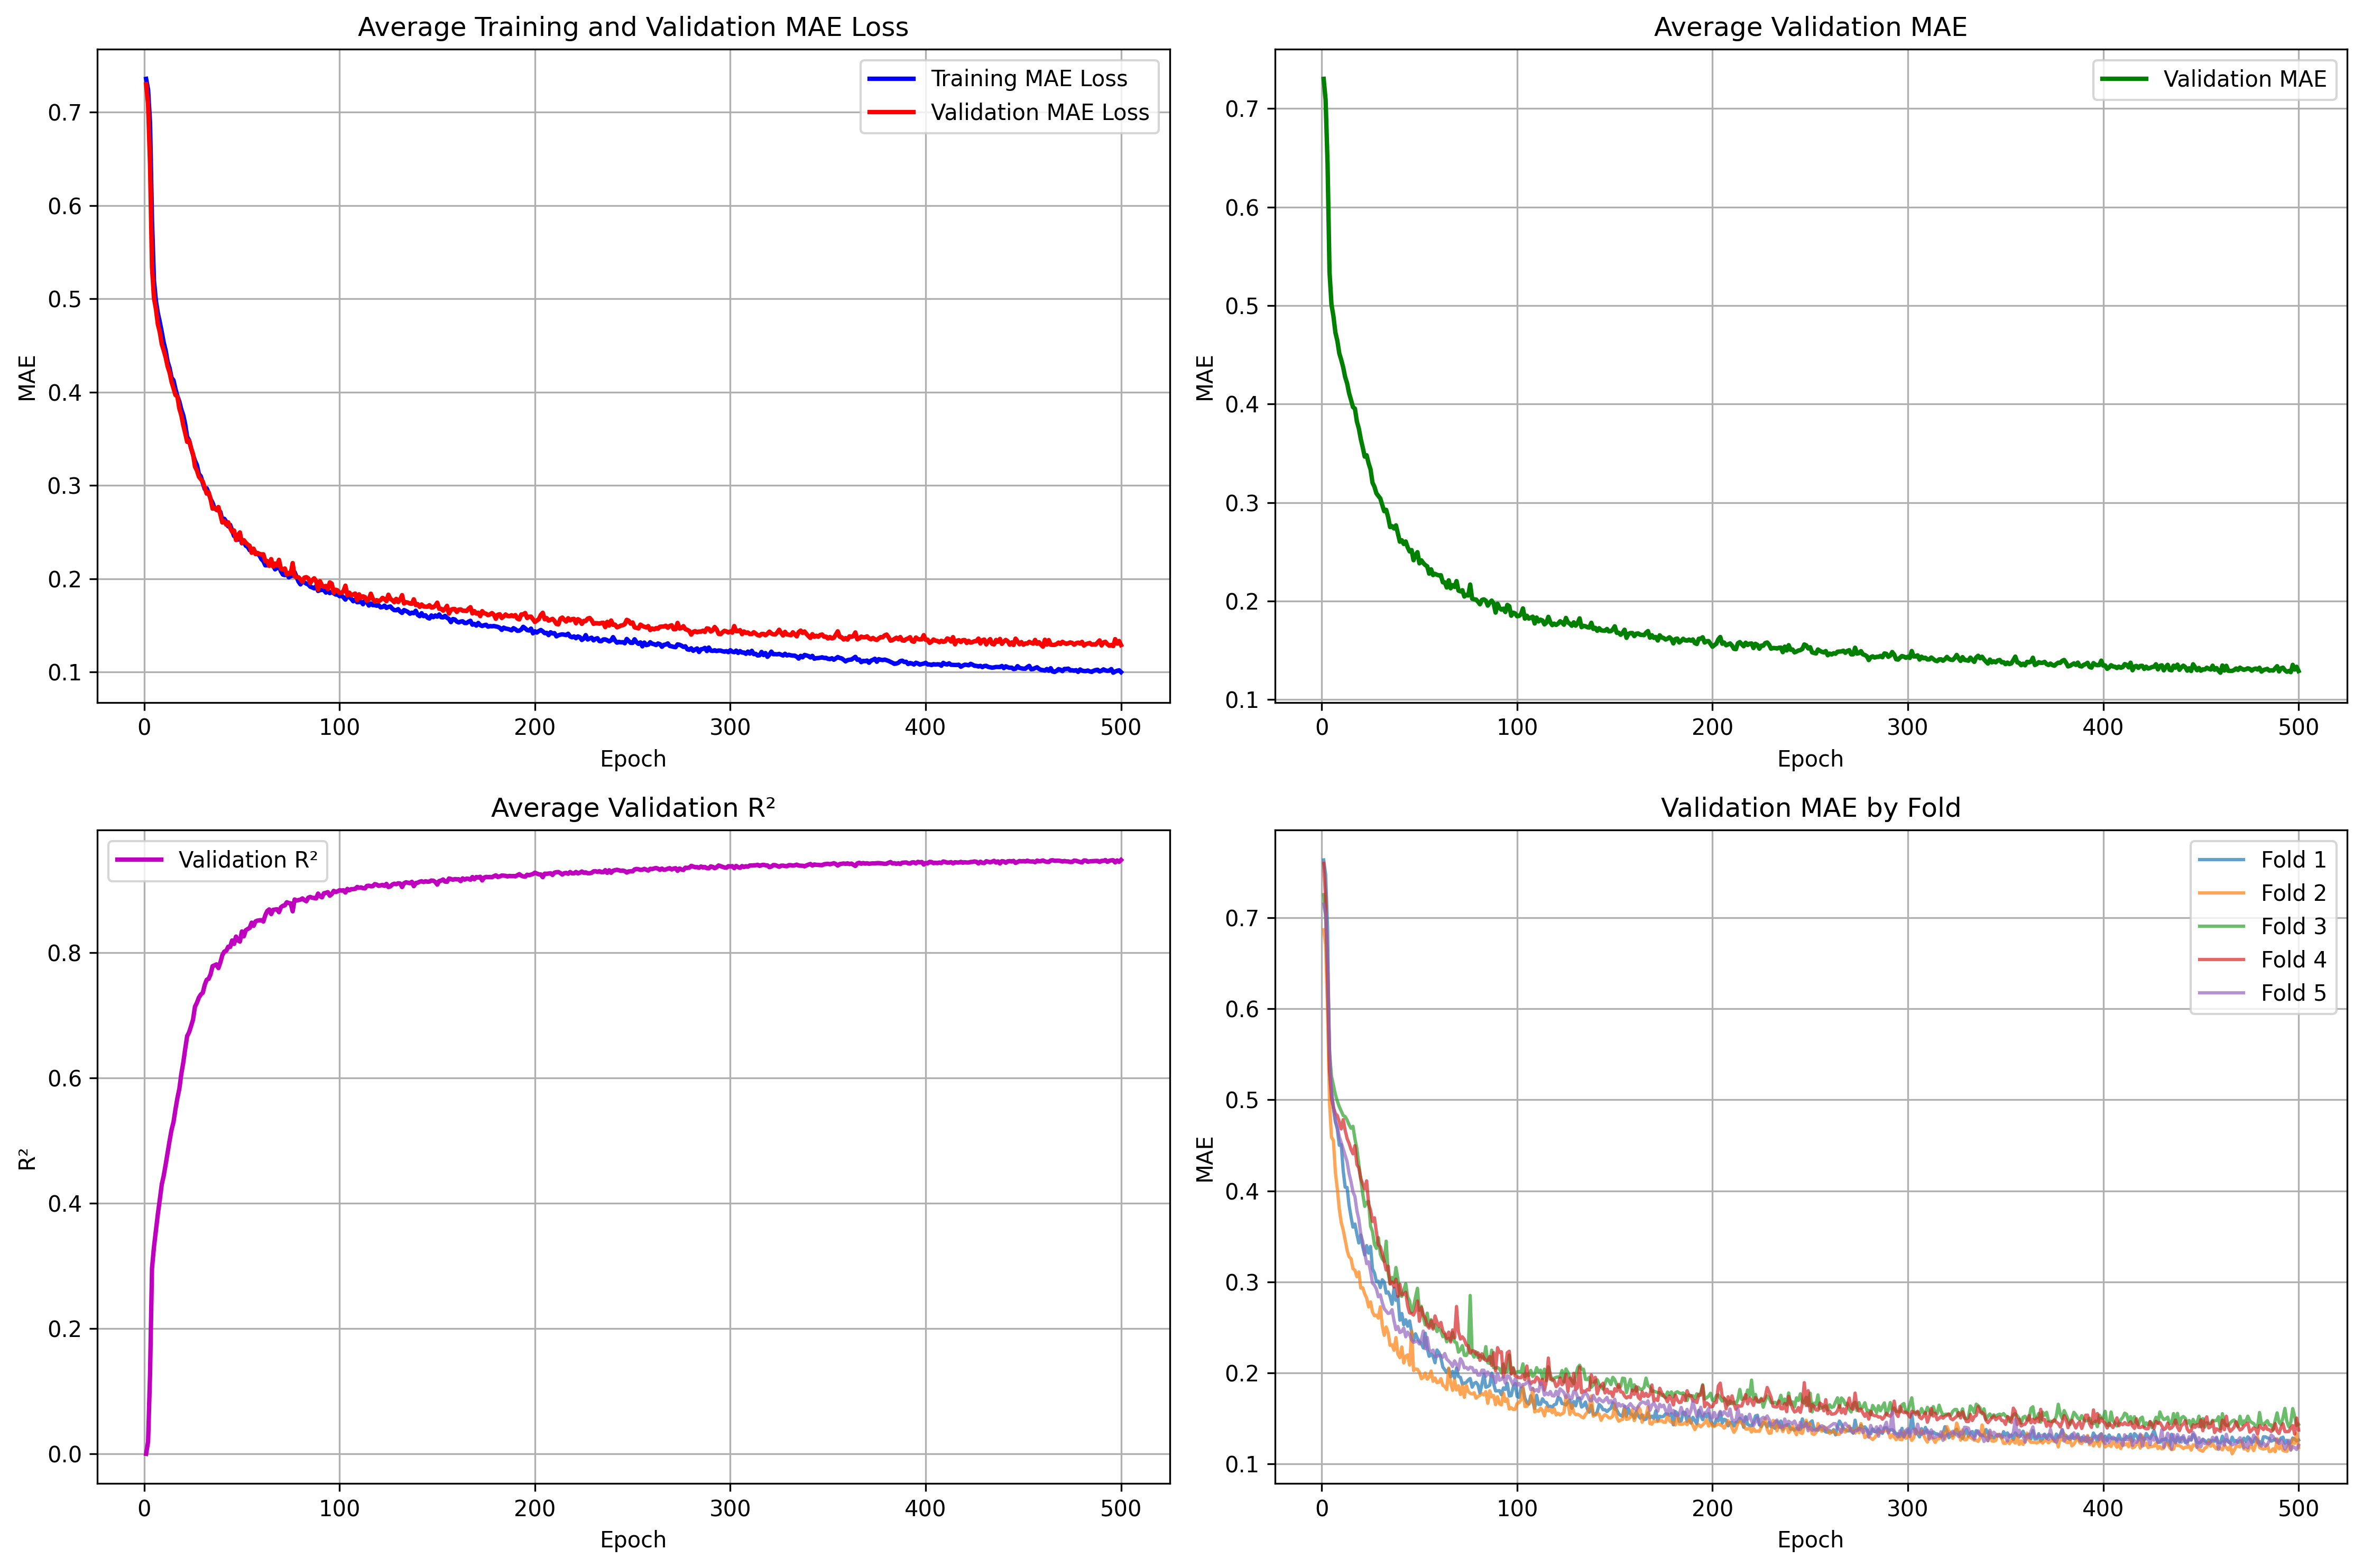 Average Training and Validation MAE Loss
Training MAE Loss
Validation MAE Loss
MAE
0.7
0.6
0.5
0.4
0.3
0.2
0.1
0 100 200 300 400 500
Epoch
Average Validation MAE
Validation MAE
MAE
0.7
0.6
0.5
0.4
0.3
0.2
0.1
0 100 200 300 400 500
Epoch
Average Validation R²
Validation R²
R²
0.8
0.6
0.4
0.2
0.0
0 100 200 300 400 500
Epoch
Validation MAE by Fold
Fold 1
Fold 2
Fold 3
Fold 4
Fold 5
MAE
0.7
0.6
0.5
0.4
0.3
0.2
0.1
0 100 200 300 400 500
Epoch